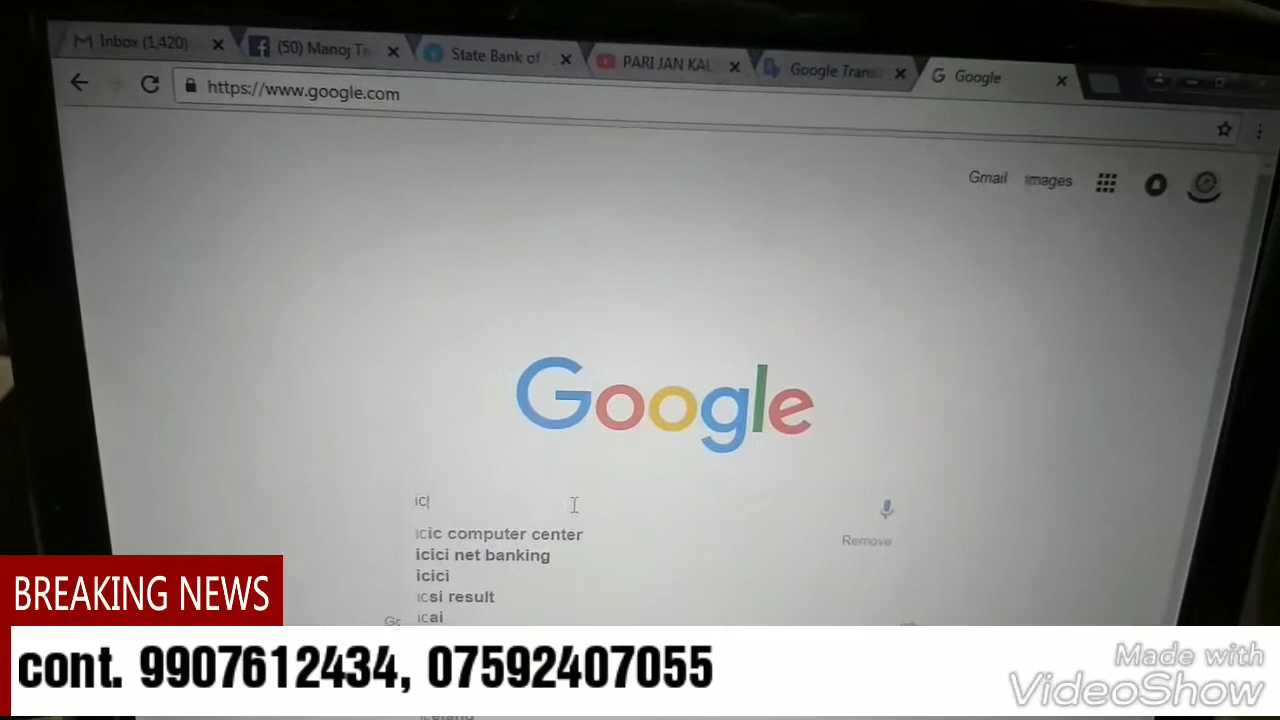 Inbox (1,420)
(50) Manoj T
State Bank of
PARI JAN KAL
Google Trans
Google
https://www.google.com
Gmail Images
Google
ic
icic computer center
Remove
icici net banking
icici
icsi result
icai
BREAKING NEWS
cont. 9907612434, 07592407055
Made with
VideoShow